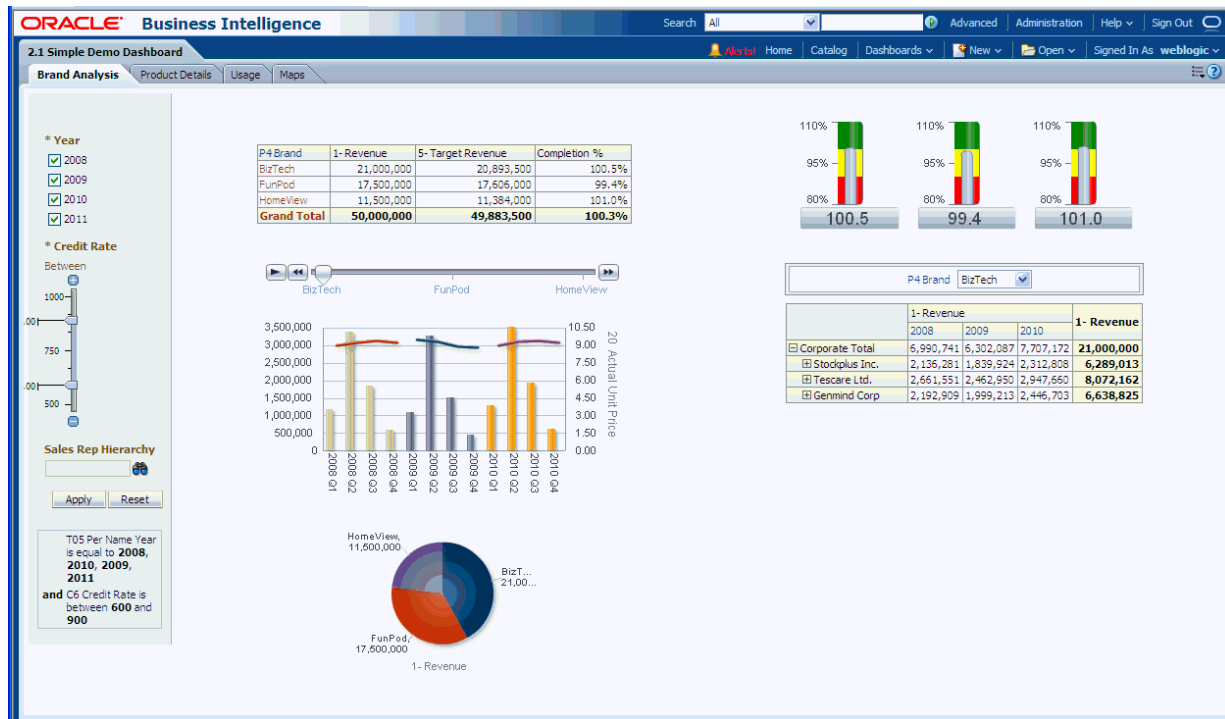 ORACLE Business Intelligence
Search All Advanced Administration Help Sign Out
2.1 Simple Demo Dashboard
Alerts! Home Catalog Dashboards New Open Signed In As weblogic
Brand Analysis Product Details Usage Maps
* Year
2008
2009
2010
2011
* Credit Rate
Between
1000
.00
750
.00
500
Sales Rep Hierarchy
Apply Reset
T05 Per Name Year
is equal to 2008,
2010, 2009,
2011
and C6 Credit Rate is
between 600 and
900
P4 Brand 1- Revenue 5- Target Revenue Completion %
BizTech 21,000,000 20,893,500 100.5%
FunPod 17,500,000 17,606,000 99.4%
HomeView 11,500,000 11,384,000 101.0%
Grand Total 50,000,000 49,883,500 100.3%
BizTech FunPod HomeView
3,500,000 10.50
3,000,000 9.00
2,500,000 7.50
2,000,000 6.00
1,500,000 4.50
1,000,000 3.00
500,000 1.50
0 0.00
20 Actual Unit Price
2008 Q1 2008 Q2 2008 Q3 2008 Q4 2009 Q1 2009 Q2 2009 Q3 2009 Q4 2010 Q1 2010 Q2 2010 Q3 2010 Q4
HomeView,
11,500,000
BizT...
21,00...
FunPod,
17,500,000
1- Revenue
110% 110% 110%
95% 95% 95%
80% 80% 80%
100.5 99.4 101.0
P4 Brand BizTech
1- Revenue 1- Revenue
2008 2009 2010
Corporate Total 6,990,741 6,302,087 7,707,172 21,000,000
Stockplus Inc. 2,136,281 1,839,924 2,312,808 6,289,013
Tescare Ltd. 2,661,551 2,462,950 2,947,660 8,072,162
Genmind Corp 2,192,909 1,999,213 2,446,703 6,638,825